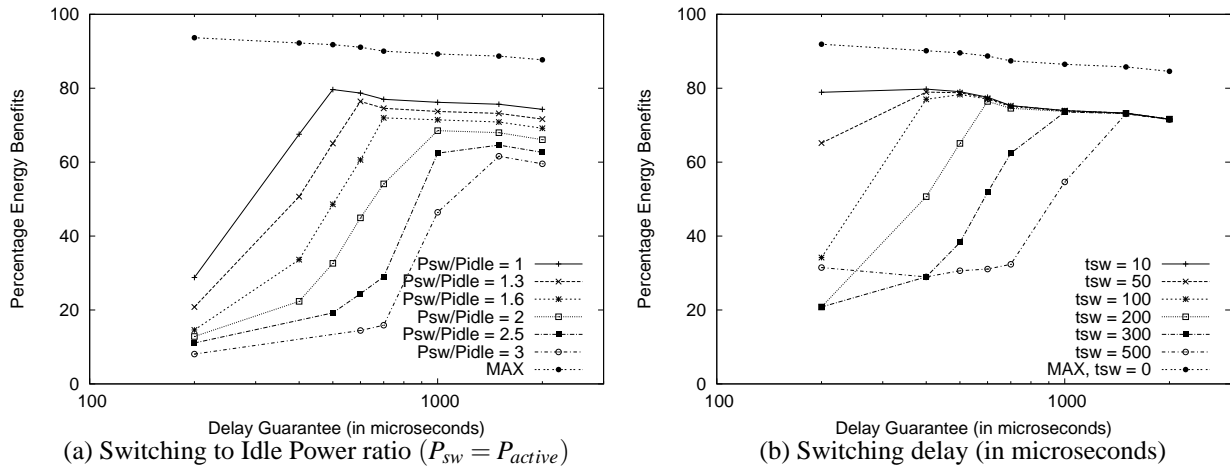 100
80
60
40
20
0
Percentage Energy Benefits
Psw/Pidle = 1
Psw/Pidle = 1.3
Psw/Pidle = 1.6
Psw/Pidle = 2
Psw/Pidle = 2.5
Psw/Pidle = 3
MAX
100
1000
Delay Guarantee (in microseconds)
(a) Switching to Idle Power ratio (Psw = Pactive)
100
80
60
40
20
0
Percentage Energy Benefits
tsw = 10
tsw = 50
tsw = 100
tsw = 200
tsw = 300
tsw = 500
MAX, tsw = 0
100
1000
Delay Guarantee (in microseconds)
(b) Switching delay (in microseconds)